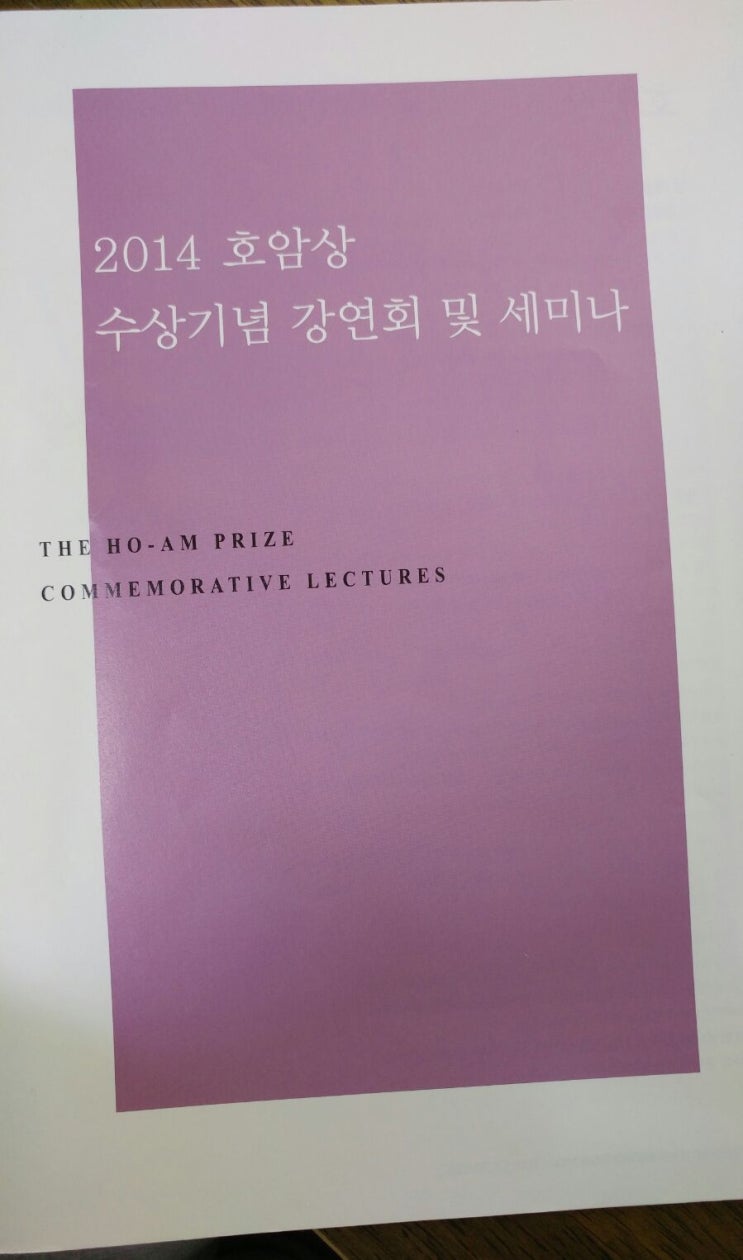 2014 호암상
수상기념 강연회 및 세미나
THE HO-AM PRIZE
COMMEMORATIVE LECTURES